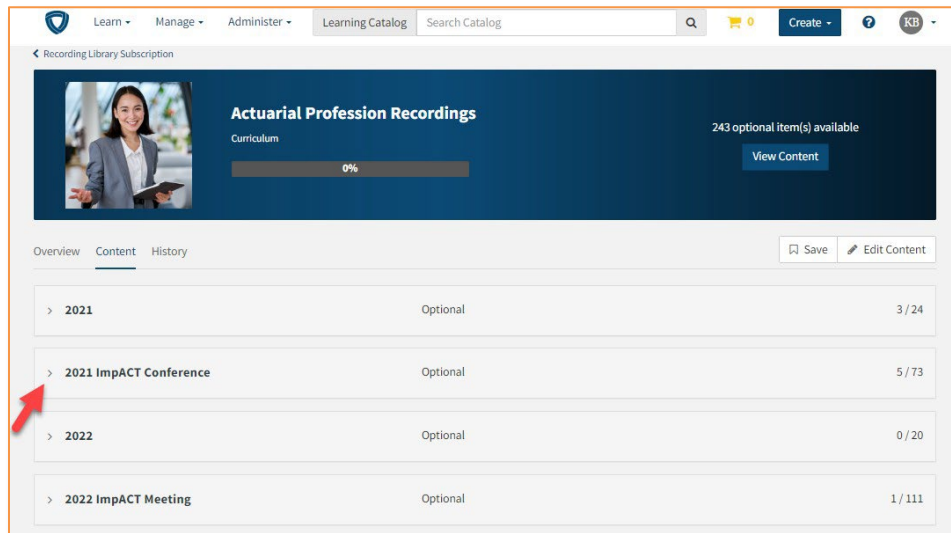 Learn Manage Administer Learning Catalog Search Catalog 0 Create ? KB
Recording Library Subscription
Actuarial Profession Recordings
Curriculum
0%
243 optional item(s) available
View Content
Overview Content History Save Edit Content
2021 Optional 3 / 24
2021 ImpACT Conference Optional 5 / 73
2022 Optional 0 / 20
2022 ImpACT Meeting Optional 1 / 111